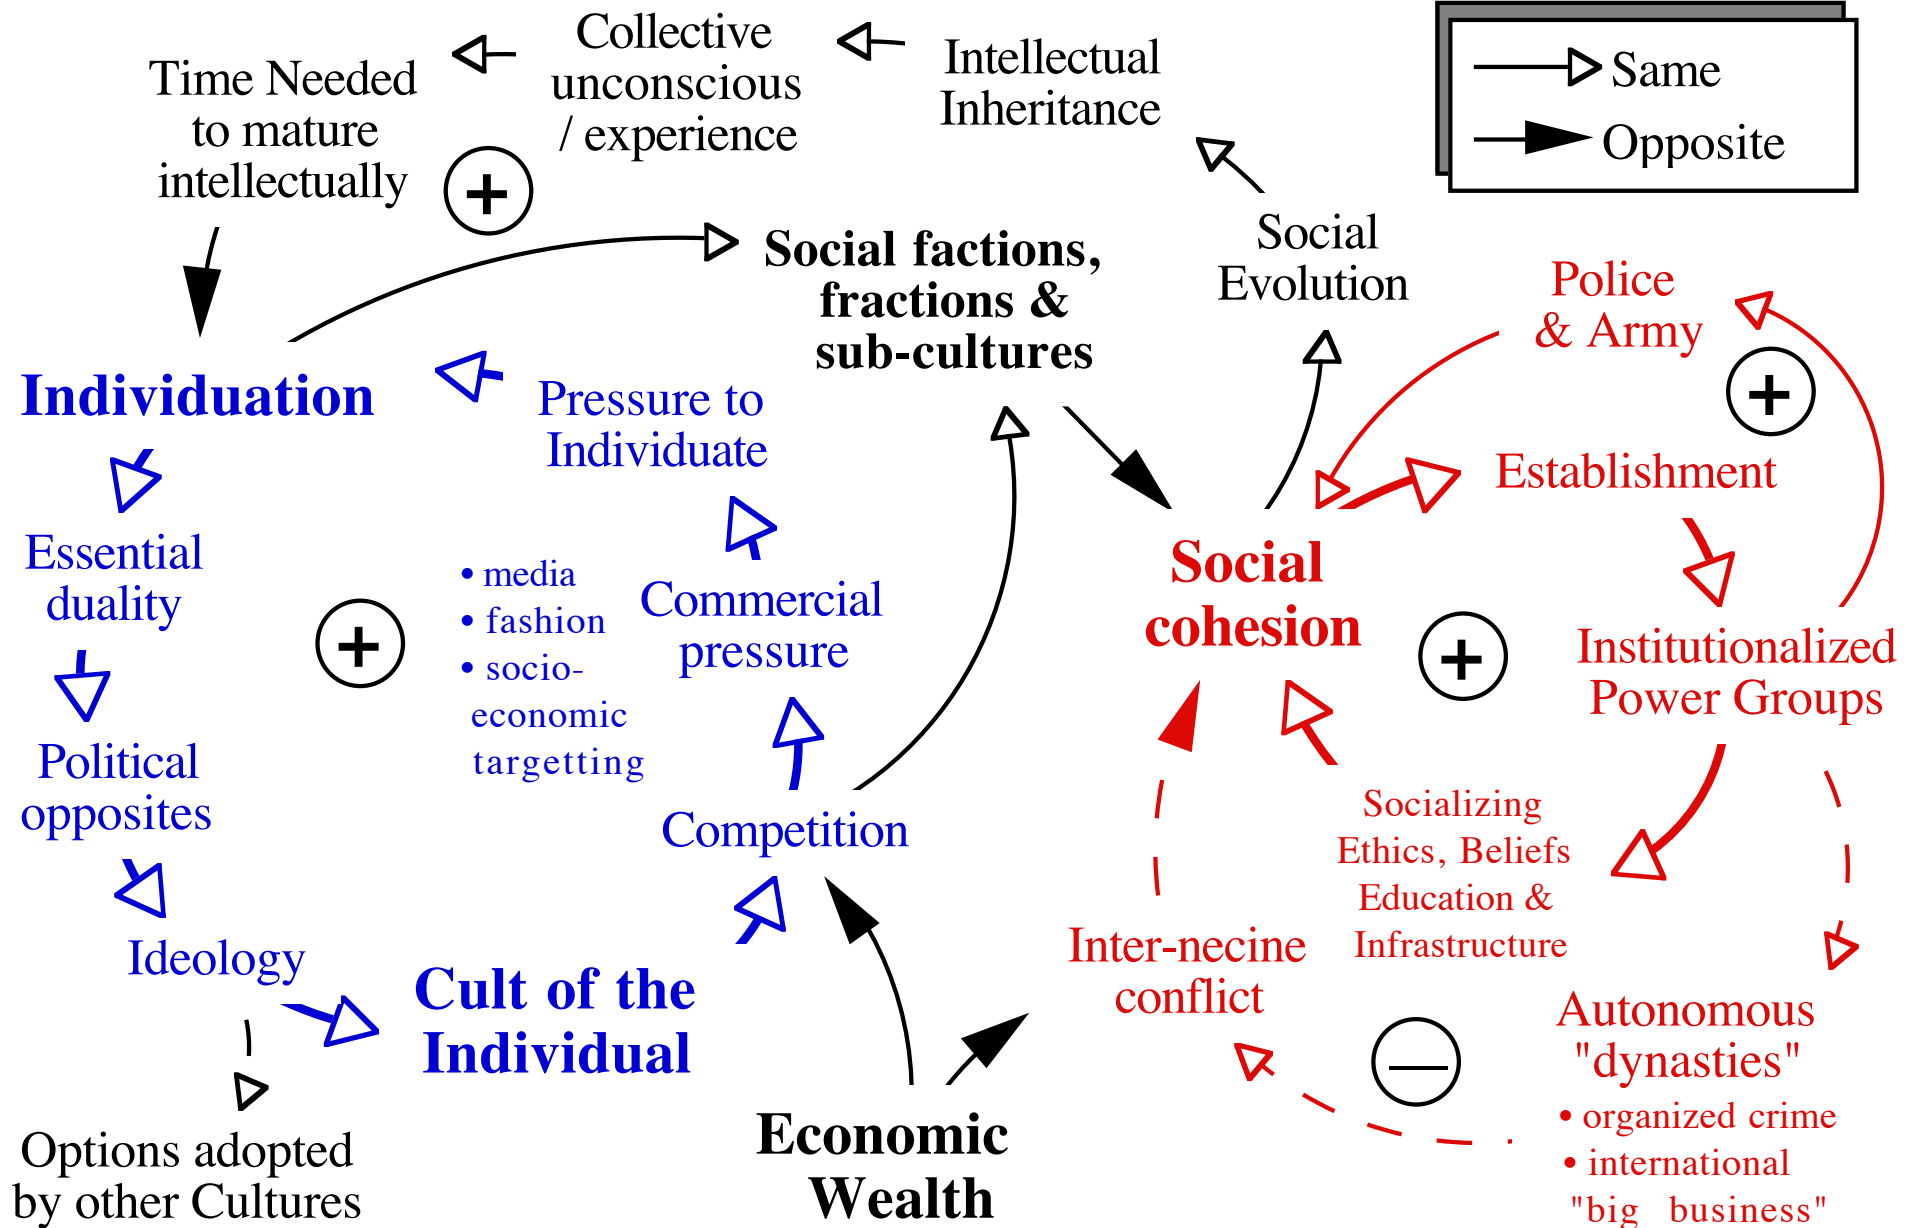 Time Needed
to mature
intellectually
Collective
unconscious
/ experience
Intellectual
Inheritance
Same
Opposite
+
Social factions,
fractions &
sub-cultures
Social
Evolution
Police
& Army
+
Individuation
Pressure to
Individuate
Establishment
Essential
duality
• media
• fashion
• socio-
economic
targetting
+
Commercial
pressure
Social
cohesion
+
Institutionalized
Power Groups
Political
opposites
Competition
Socializing
Ethics, Beliefs
Education &
Infrastructure
Ideology
Cult of the
Individual
Inter-necine
conflict
—
Autonomous
"dynasties"
• organized crime
• international
"big business"
Options adopted
by other Cultures
Economic
Wealth